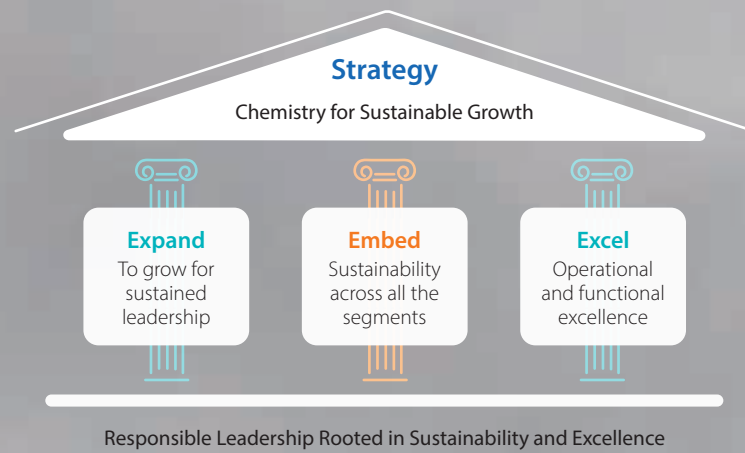 Strategy
Chemistry for Sustainable Growth
Expand
To grow for
sustained
leadership
Embed
Sustainability
across all the
segments
Excel
Operational
and functional
excellence
Responsible Leadership Rooted in Sustainability and Excellence